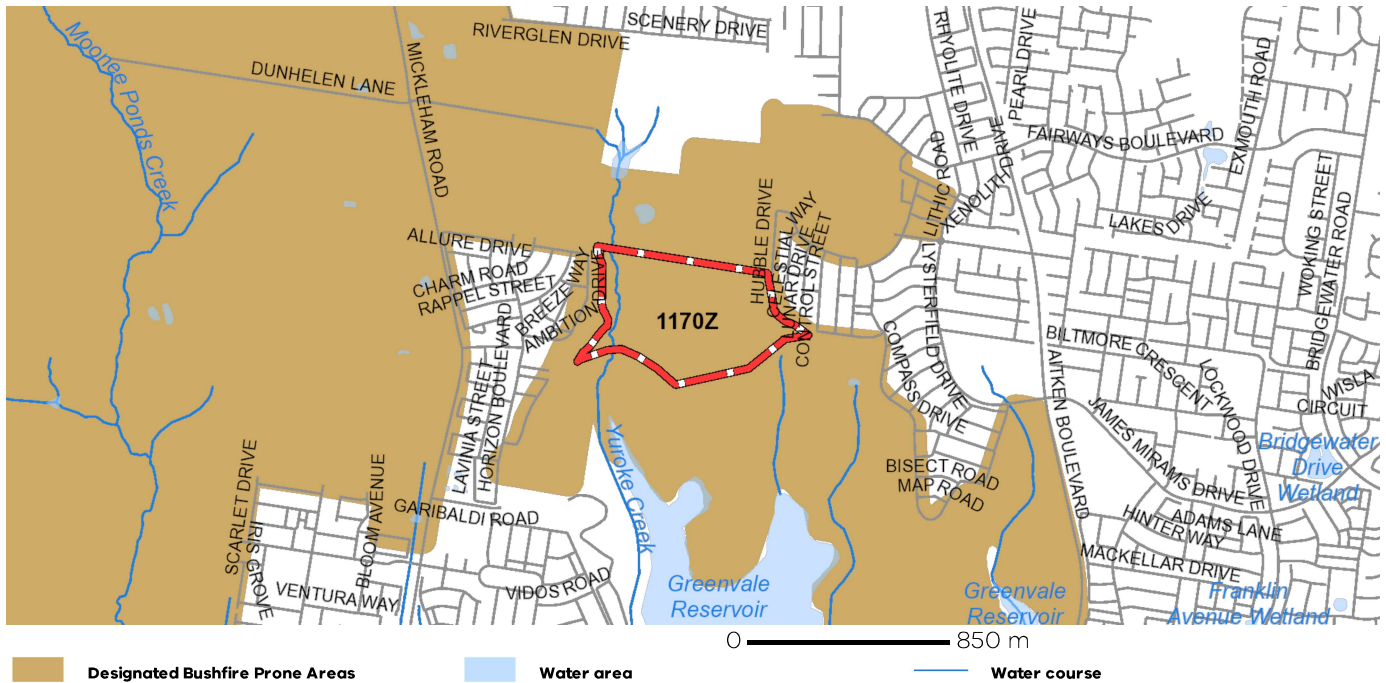 SCENERY DRIVE
RIVERGLEN DRIVE
Moonee Ponds Creek
DUNHELEN LANE
MICKLEHAM ROAD
RHYOLITE DRIVE
PEARL DRIVE
EXMOUTH ROAD
FAIRWAYS BOULEVARD
DRIVE
LITHIC ROAD
XENOLITH
WOKING STREET
BRIDGEWATER ROAD
LAKES DRIVE
HUBBLE DRIVE
CELESTIAL WAY
LUNAR DRIVE
CONTROL STREET
ALLURE DRIVE
CHARM ROAD
RAPPEL STREET
BREEZE WAY
AMBITION DRIVE
1170Z
LYSTERFIELD DRIVE
COMPASS DRIVE
BILTMORE CRESCENT
AITKEN BOULEVARD
LOCKWOOD DRIVE
WISLA
CIRCUIT
JAMES MIRAMS DRIVE
LAVINIA STREET
HORIZON BOULEVARD
Yuroke Creek
Bridgewater
Drive
Wetland
BISECT ROAD
MAP ROAD
SCARLET DRIVE
IRIS GROVE
BLOOM AVENUE
GARIBALDI ROAD
ADAMS LANE
HINTER WAY
MACKELLAR DRIVE
VENTURA WAY
VIDOS ROAD
Greenvale
Reservoir
Greenvale
Reservoir
Franklin
Avenue Wetland
0 850 m
Designated Bushfire Prone Areas
Water area
Water course